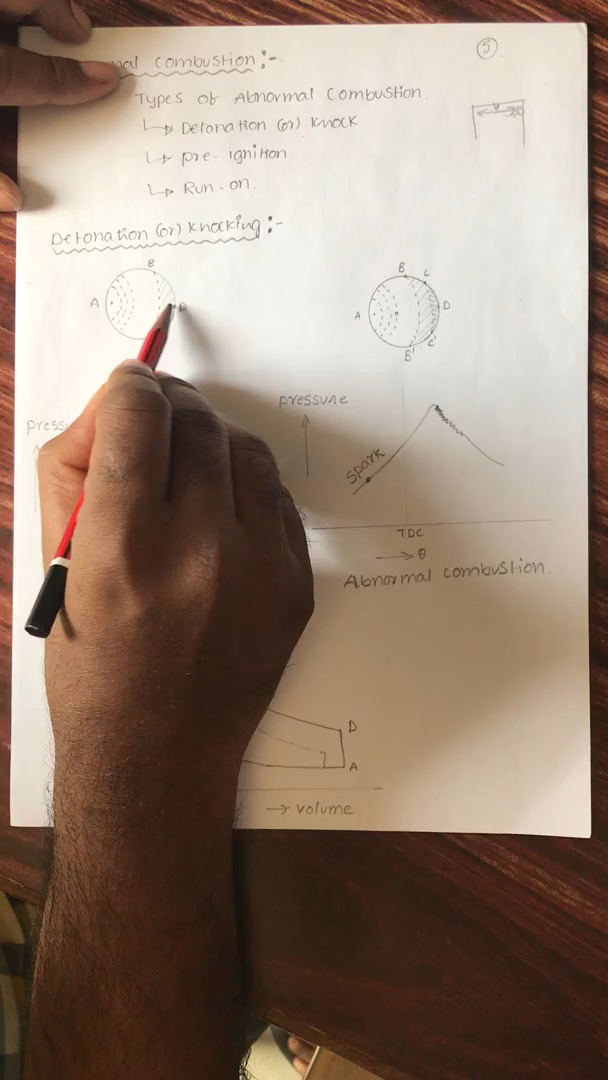 5
Combustion:-
Types of Abnormal Combustion.
Detonation (or) knock
pre-ignition
Run-on.
Detonation (or) knocking:-
B
A
D
B
C
A
D
C'
B'
pressure
spark
TDC
θ
Abnormal combustion.
D
A
volume